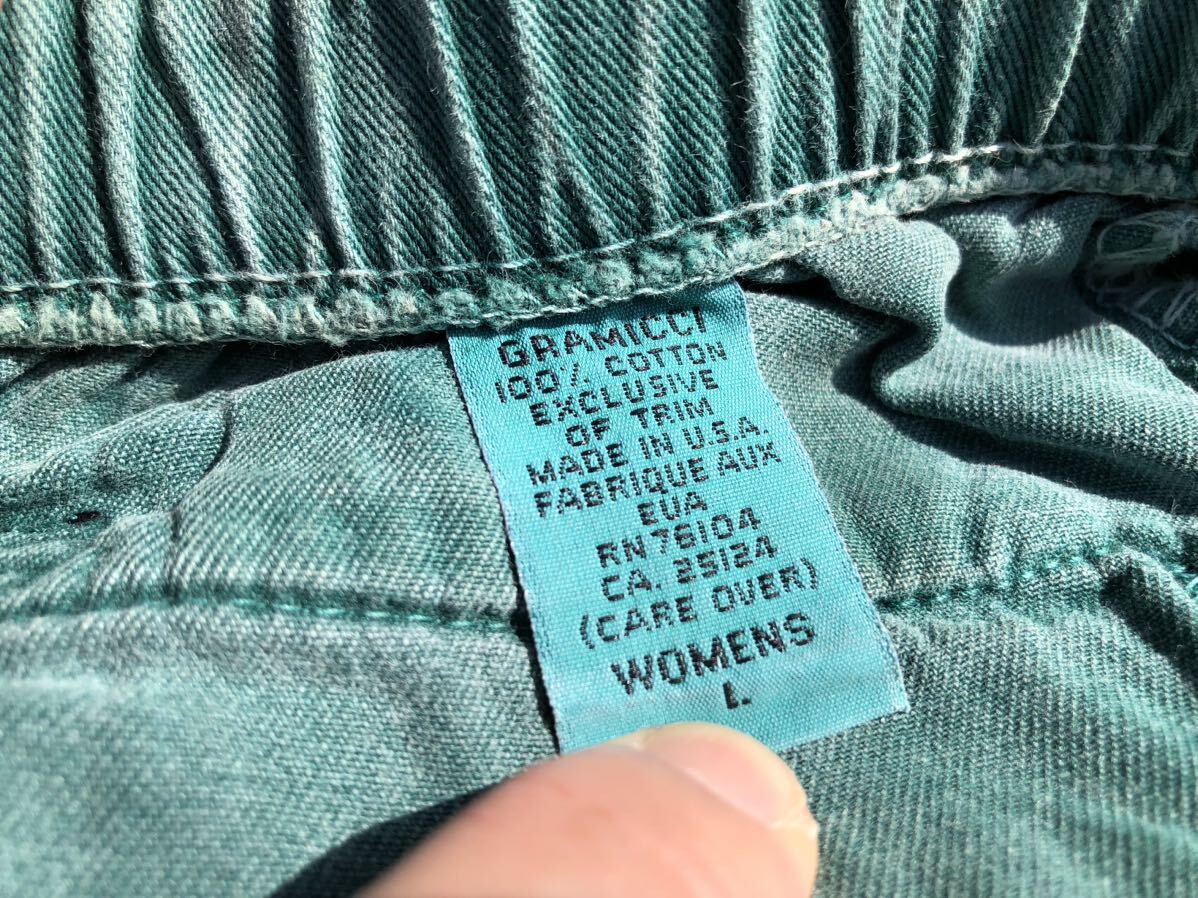 GRAMICCI
100% COTTON
EXCLUSIVE
OF TRIM
MADE IN U.S.A.
FABRIQUE AUX
EUA
RN 76104
CA. 35124
(CARE OVER)
WOMENS
L